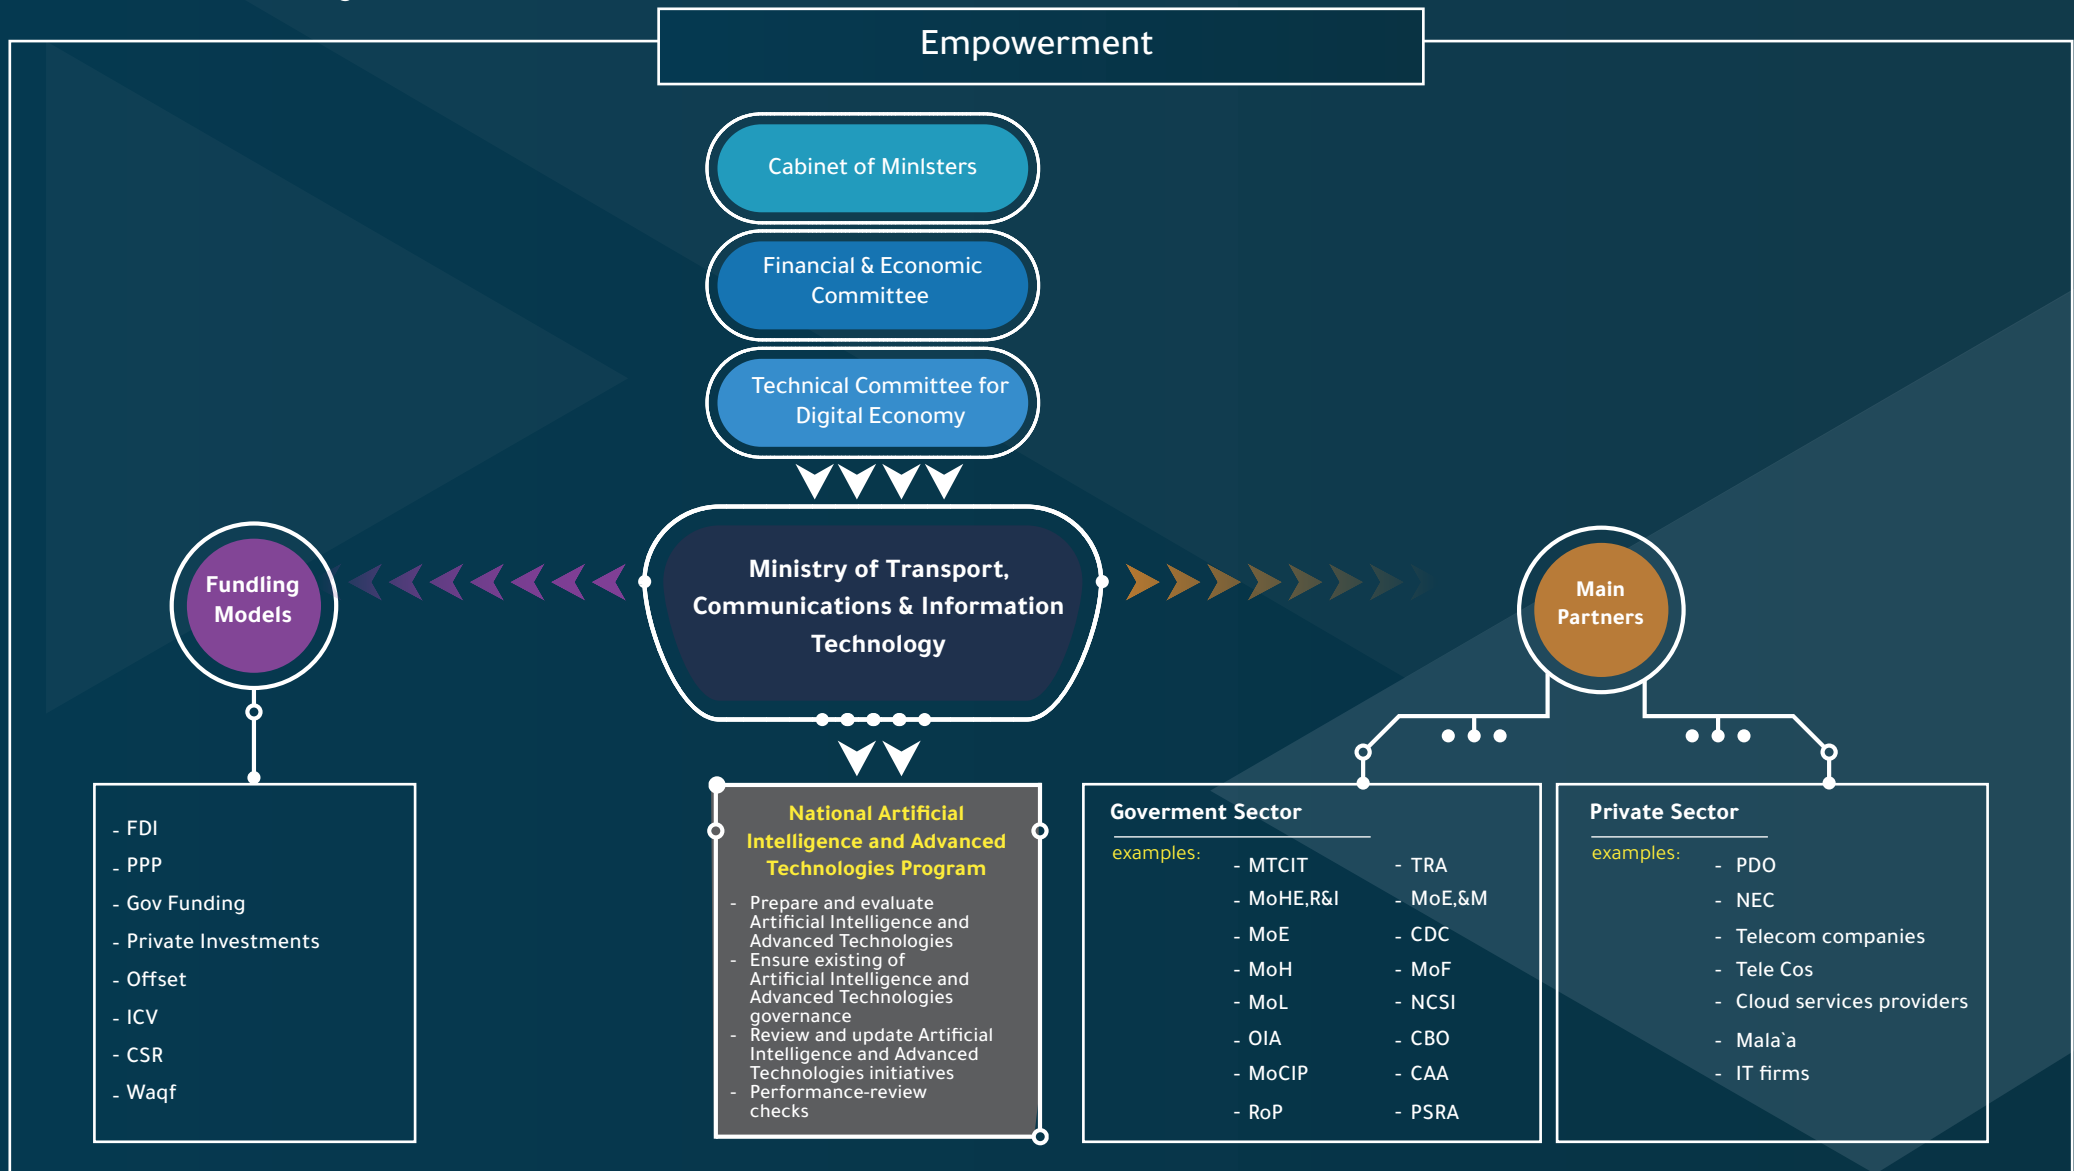 Empowerment
Cabinet of MinIsters
Financial & Economic
Committee
Technical Committee for
Digital Economy
Ministry of Transport,
Communications & Information
Technology
Fundling
Models
Main
Partners
- FDI
- PPP
- Gov Funding
- Private Investments
- Offset
- ICV
- CSR
- Waqf
National Artificial
Intelligence and Advanced
Technologies Program
- Prepare and evaluate
Artificial Intelligence and
Advanced Technologies
- Ensure existing of
Artificial Intelligence and
Advanced Technologies
governance
- Review and update Artificial
Intelligence and Advanced
Technologies initiatives
- Performance-review
checks
Goverment Sector
examples:
- MTCIT
- MoHE,R&I
- MoE
- MoH
- MoL
- OIA
- MoCIP
- RoP
- TRA
- MoE,&M
- CDC
- MoF
- NCSI
- CBO
- CAA
- PSRA
Private Sector
examples:
- PDO
- NEC
- Telecom companies
- Tele Cos
- Cloud services providers
- Mala`a
- IT firms